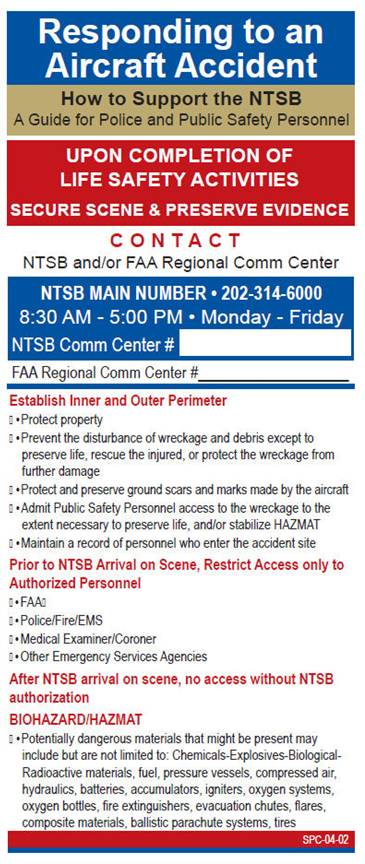 Responding to an
Aircraft Accident
How to Support the NTSB
A Guide for Police and Public Safety Personnel
UPON COMPLETION OF
LIFE SAFETY ACTIVITIES
SECURE SCENE & PRESERVE EVIDENCE
CONTACT
NTSB and/or FAA Regional Comm Center
NTSB MAIN NUMBER • 202-314-6000
8:30 AM - 5:00 PM • Monday - Friday
NTSB Comm Center #
FAA Regional Comm Center #____________________
Establish Inner and Outer Perimeter
▯ • Protect property
▯ • Prevent the disturbance of wreckage and debris except to
preserve life, rescue the injured, or protect the wreckage from
further damage
▯ • Protect and preserve ground scars and marks made by the aircraft
▯ • Admit Public Safety Personnel access to the wreckage to the
extent necessary to preserve life, and/or stabilize HAZMAT
▯ • Maintain a record of personnel who enter the accident site
Prior to NTSB Arrival on Scene, Restrict Access only to
Authorized Personnel
▯ • FAA▯
▯ • Police/Fire/EMS
▯ • Medical Examiner/Coroner
▯ • Other Emergency Services Agencies
After NTSB arrival on scene, no access without NTSB
authorization
BIOHAZARD/HAZMAT
▯ • Potentially dangerous materials that might be present may
include but are not limited to: Chemicals-Explosives-Biological-
Radioactive materials, fuel, pressure vessels, compressed air,
hydraulics, batteries, accumulators, igniters, oxygen systems,
oxygen bottles, fire extinguishers, evacuation chutes, flares,
composite materials, ballistic parachute systems, tires
SPC-04-02